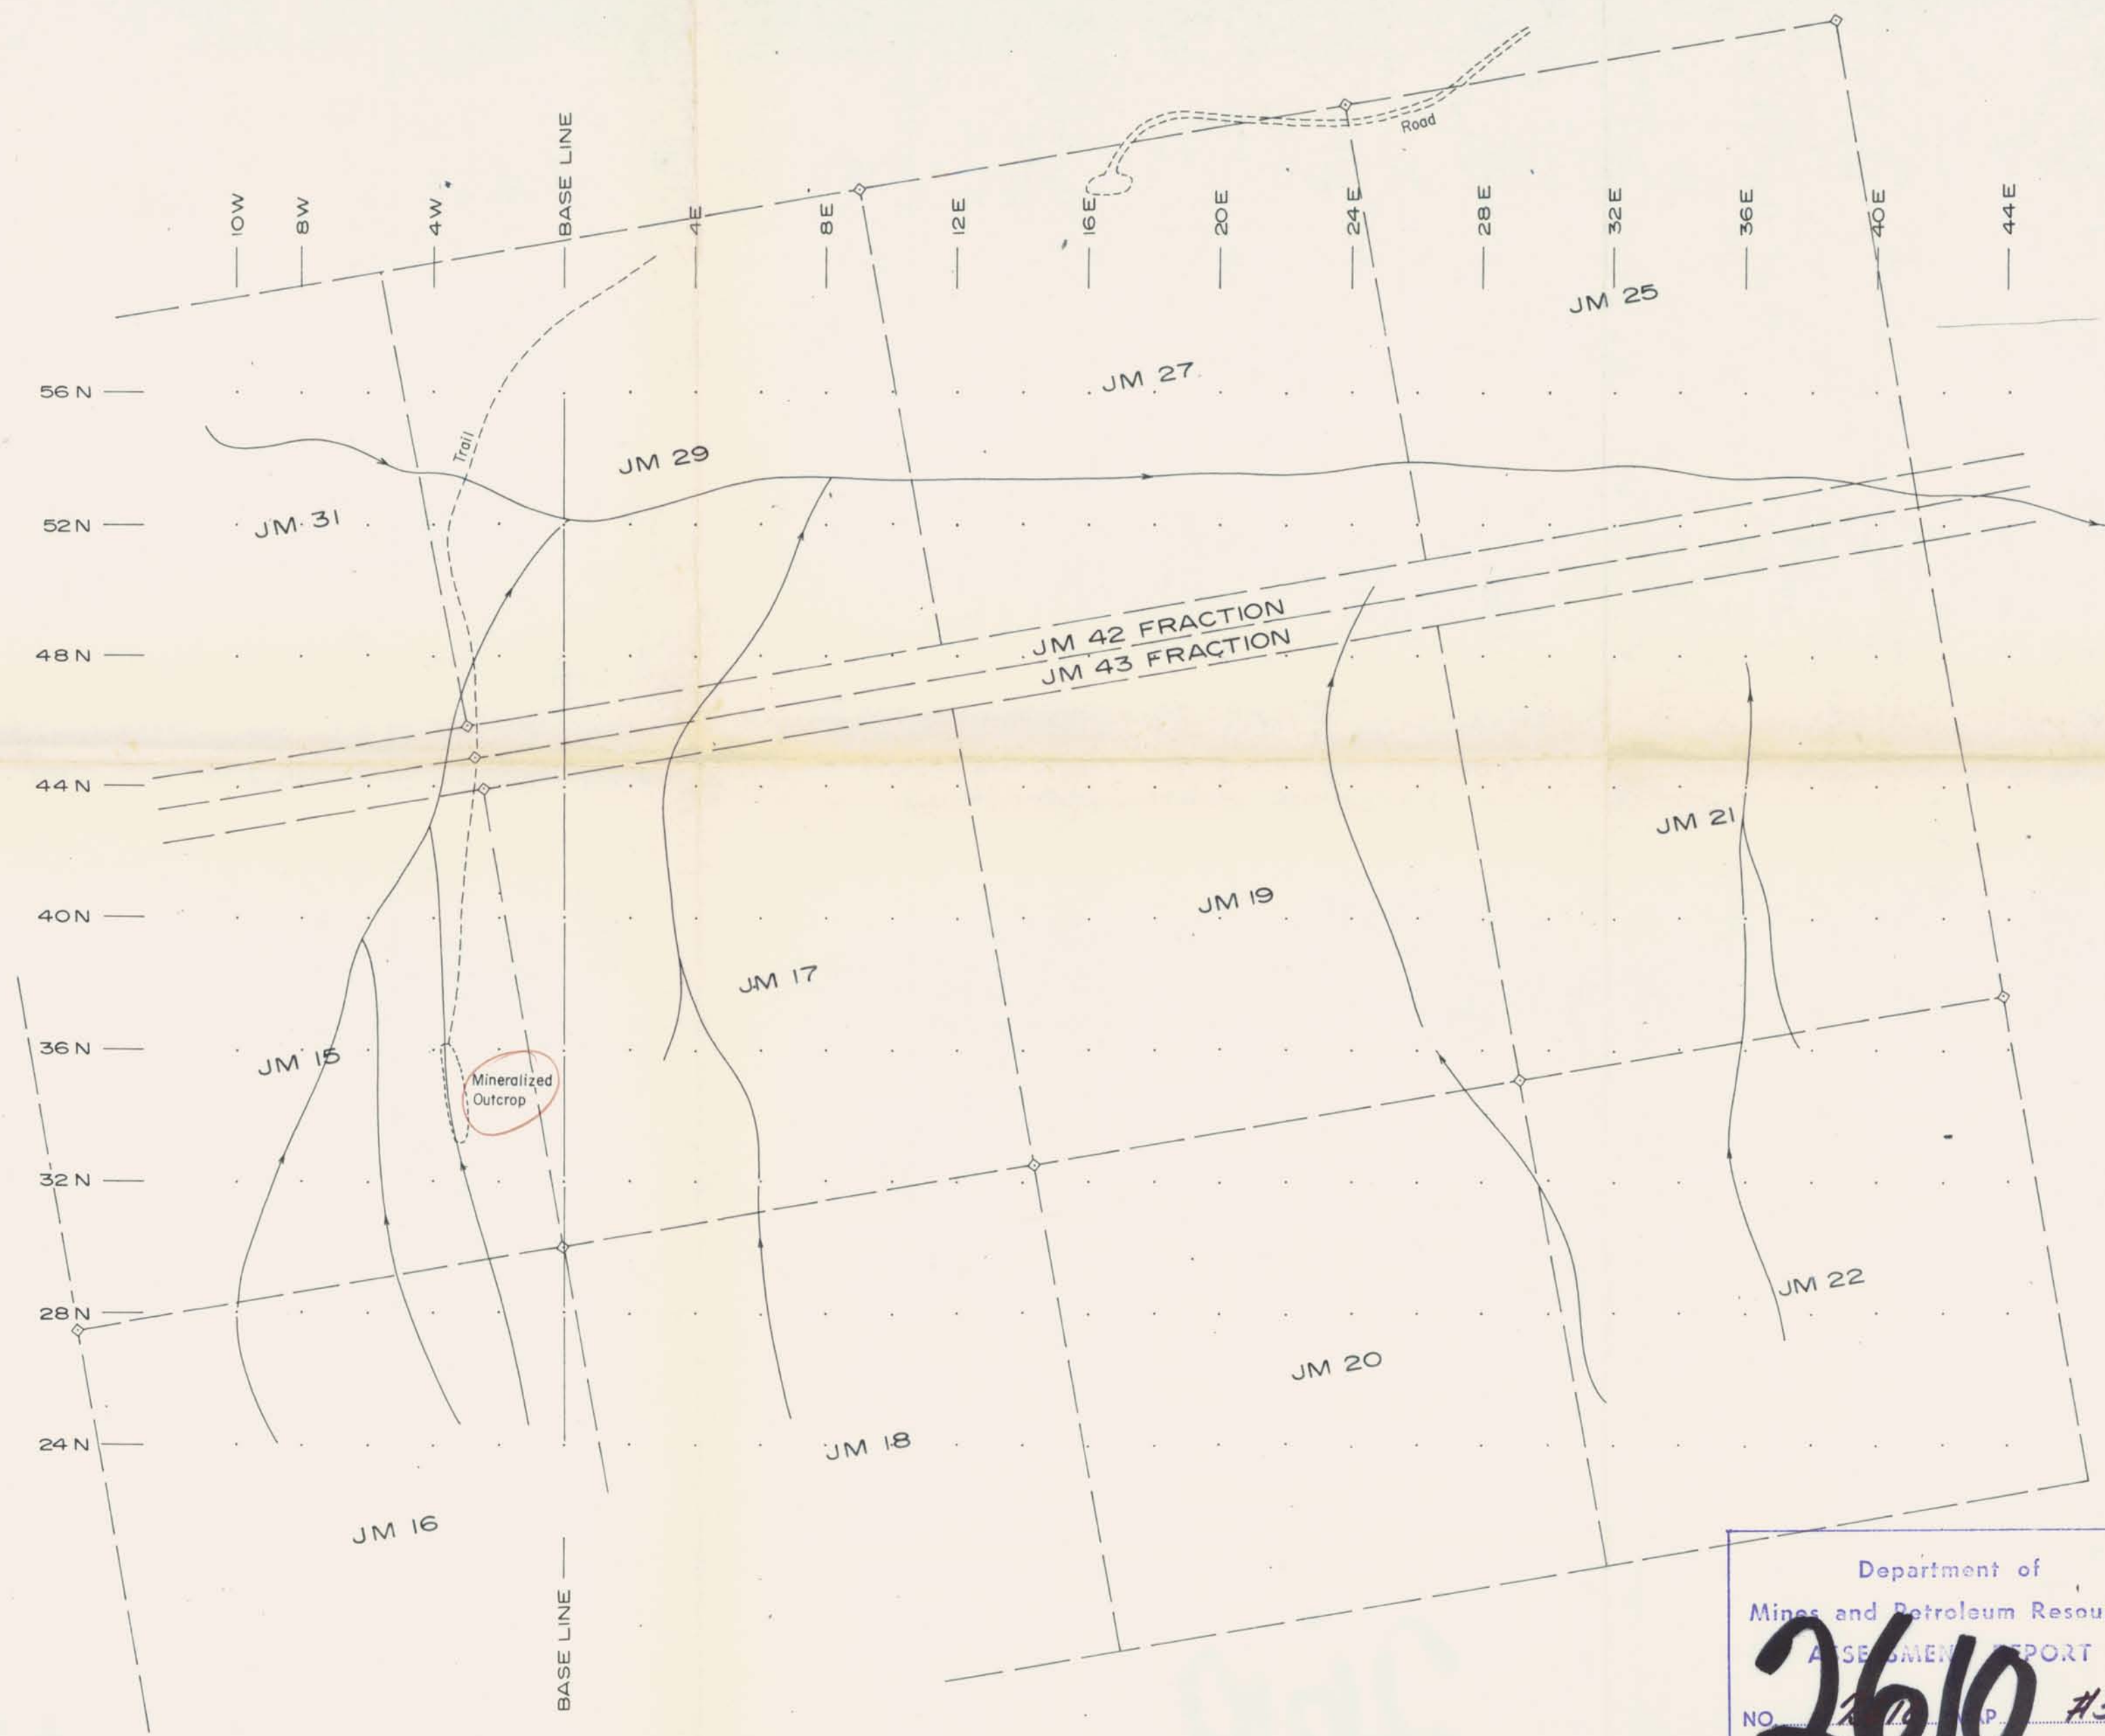 Road
10W
8W
4W
BASE LINE
4E
8E
12E
16E
20E
24E
28E
32E
36E
40E
44E
JM 25
JM 27
56 N
Trail
JM 29
52 N
JM 31
JM 42 FRACTION
JM 43 FRACTION
48 N
44 N
JM 21
JM 19
40 N
JM 17
36 N
JM 15
Mineralized
Outcrop
32 N
28 N
JM 22
JM 20
24 N
JM 18
JM 16
BASE LINE
Department of
Mines and Petroleum Resou
ASSESSMENT REPORT
NO.
2610